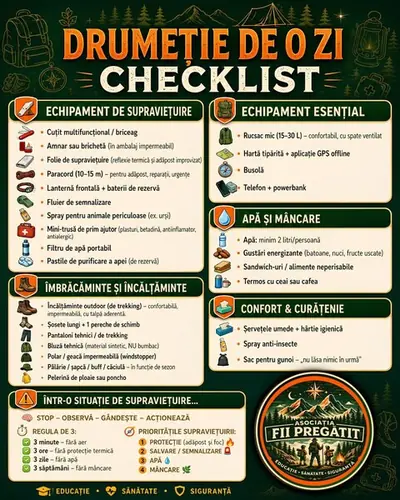 DRUMEȚIE DE O ZI
CHECKLIST
ECHIPAMENT DE SUPRAVIEȚUIRE
Cuțit multifuncțional / briceag
Amnar sau brichetă (în ambalaj impermeabil)
Folie de supraviețuire (reflexie termică și adăpost improvizat)
Paracord (10–15 m) – pentru adăpost, reparații, urgențe
Lanternă frontală + baterii de rezervă
Fluier de semnalizare
Spray pentru animale periculoase (ex. urși)
Mini-trusă de prim ajutor (plasturi, betadină, antiinflamator, antialergic)
Filtru de apă portabil
Pastile de purificare a apei (de rezervă)
ÎMBRĂCĂMINTE ȘI ÎNCĂLȚĂMINTE
Încălțăminte outdoor (de trekking) – confortabilă,
impermeabilă, cu talpă aderentă.
Șosete lungi + 1 pereche de schimb
Pantaloni tehnici / de trekking
Bluză tehnică (material sintetic, NU bumbac)
Polar / geacă impermeabilă (windstopper)
Pălărie / șapcă / buff / căciulă – în funcție de sezon
Pelerină de ploaie sau poncho
ECHIPAMENT ESENȚIAL
Rucsac mic (15–30 L) – confortabil, cu spate ventilat
Hartă tipărită + aplicație GPS offline
Busolă
Telefon + powerbank
APĂ ȘI MÂNCARE
Apă: minim 2 litri/persoană
Gustări energizante (batoane, nuci, fructe uscate)
Sandwich-uri / alimente neperisabile
Termos cu ceai sau cafea
CONFORT & CURĂȚENIE
Șervețele umede + hârtie igienică
Spray anti-insecte
Sac pentru gunoi – „nu lăsa nimic în urmă”
ÎNTR-O SITUAȚIE DE SUPRAVIEȚUIRE...
STOP – OBSERVĂ – GÂNDEȘTE – ACȚIONEAZĂ
REGULA DE 3:
3 minute – fără aer
3 ore – fără protecție termică
3 zile – fără apă
3 săptămâni – fără mâncare
PRIORITĂȚILE SUPRAVIEȚUIRII:
1 PROTECȚIE (adăpost și foc)
2 SALVARE / SEMNALIZARE
3 APĂ
4 MÂNCARE
ASOCIAȚIA
FII PREGĂTIT
EDUCAȚIE • SĂNĂTATE • SIGURANȚĂ
EDUCAȚIE • SĂNĂTATE • SIGURANȚĂ